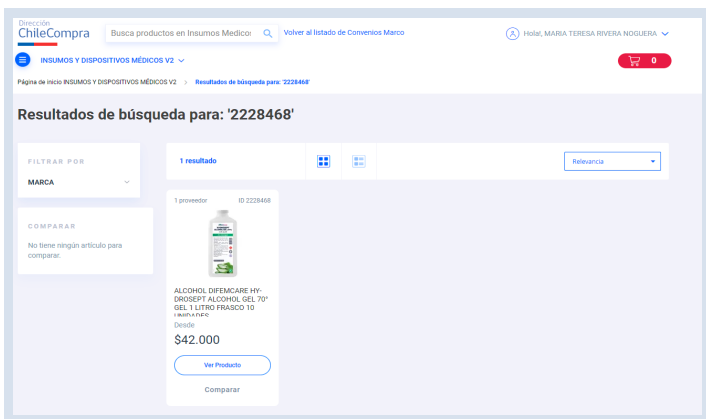 Dirección
ChileCompra
Busca productos en Insumos Medico
Volver al listado de Convenios Marco
Hola!, MARIA TERESA RIVERA NOGUERA
INSUMOS Y DISPOSITIVOS MÉDICOS V2
0
Página de inicio INSUMOS Y DISPOSITIVOS MÉDICOS V2 > Resultados de búsqueda para: '2228468'
Resultados de búsqueda para: '2228468'
FILTRAR POR
MARCA
COMPARAR
No tiene ningún artículo para
comparar.
1 resultado
Relevancia
1 proveedor ID 2228468
ALCOHOL DIFEMCARE HY-
DROSEPT ALCOHOL GEL 70°
GEL 1 LITRO FRASCO 10
UNIDADES
Desde
$42.000
Ver Producto
Comparar